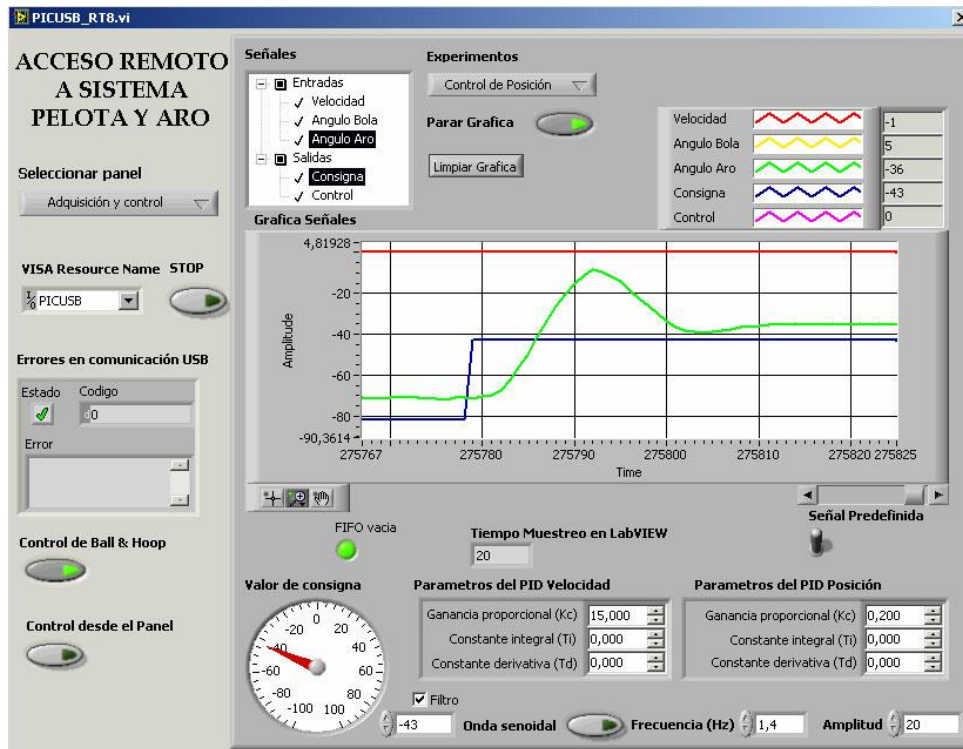 PICUSB_RT8.vi
ACCESO REMOTO
A SISTEMA
PELOTA Y ARO
Seleccionar panel
Adquisición y control
VISA Resource Name STOP
PICUSB
Errores en comunicación USB
Estado Codigo
d0
Error
Control de Ball & Hoop
Control desde el Panel
Señales
Entradas
Velocidad
Angulo Bola
Angulo Aro
Salidas
Consigna
Control
Experimentos
Control de Posición
Parar Grafica
Limpiar Grafica
Velocidad -1
Angulo Bola 5
Angulo Aro -36
Consigna -43
Control 0
Grafica Señales
4,81928
-20
-40
-60
-80
-90,3614
Amplitude
275767 275780 275790 275800 275810 275820 275825
Time
FIFO vacia
Tiempo Muestreo en LabVIEW
20
Señal Predefinida
Valor de consigna
-100 -80 -60 -40 -20 0 20 40 60 80 100
Filtro
-43
Parametros del PID Velocidad
Ganancia proporcional (Kc) 15,000
Constante integral (Ti) 0,000
Constante derivativa (Td) 0,000
Parametros del PID Posición
Ganancia proporcional (Kc) 0,200
Constante integral (Ti) 0,000
Constante derivativa (Td) 0,000
Onda senoidal Frecuencia (Hz) 1,4 Amplitud 20